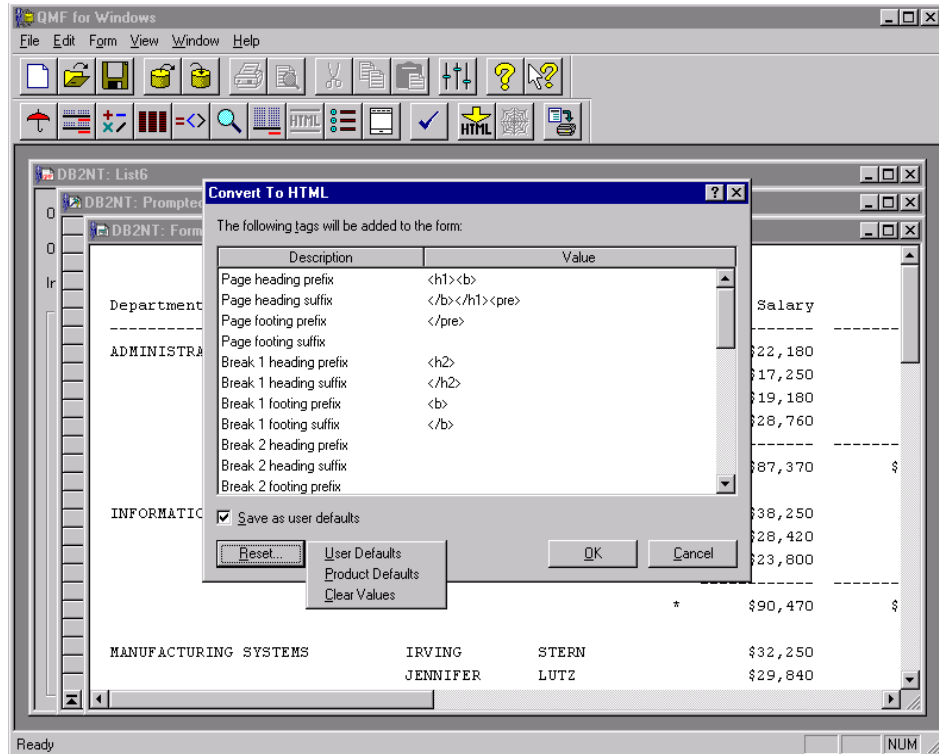 QMF for Windows
File Edit Form View Window Help
HTML
HTML
DB2NT: List6
DB2NT: Prompted
DB2NT: Form
Convert To HTML
The following tags will be added to the form:
Description Value
Page heading prefix <h1><b>
Page heading suffix </b></h1><pre>
Page footing prefix </pre>
Page footing suffix
Break 1 heading prefix <h2>
Break 1 heading suffix </h2>
Break 1 footing prefix <b>
Break 1 footing suffix </b>
Break 2 heading prefix
Break 2 heading suffix
Break 2 footing prefix
Save as user defaults
Reset... OK Cancel
User Defaults
Product Defaults
Clear Values
O
O
Ir
Department Salary
---------- ------- -------
ADMINISTRA $22,180
$17,250
$19,180
$28,760
------- -------
$87,370 $
INFORMATIC $38,250
$28,420
$23,800
---------- -------
* $90,470 $
MANUFACTURING SYSTEMS IRVING STERN $32,250
JENNIFER LUTZ $29,840
Ready NUM